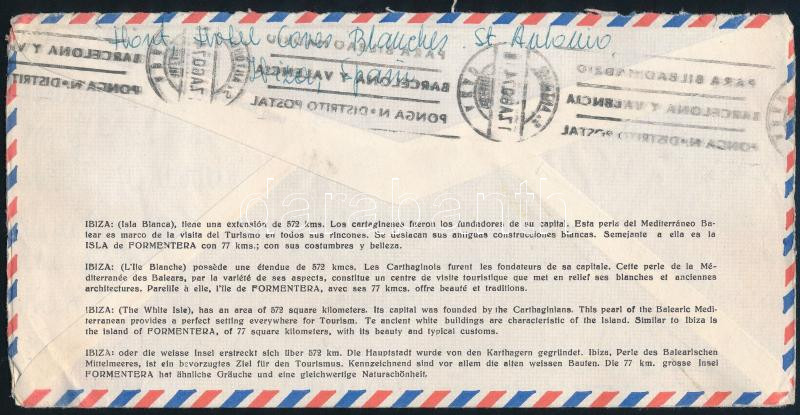 Hotel Coves Blanches St Antonio,
Ibiza, Spain
PARA BILBAO MADRID
BARCELONA Y VALENCIA
PONGA Nº DISTRITO POSTAL
darabanth
IBIZA: (Isla Blanca), tiene una extensión de 572 kms. Los cartagineses fueron los fundadores de su capital. Esta perla del Mediterráneo Ba-
lear es marco de la visita del Turismo en todos sus rincones. Se destacan sus antiguas construcciones blancas. Semejante a ella es la
ISLA de FORMENTERA con 77 kms.; con sus costumbres y belleza.
IBIZA: (L'Ile Blanche) possède une étendue de 572 kmcs. Les Carthaginois furent les fondateurs de sa capitale. Cette perle de la Mé-
diterranée des Balears, par la variété de ses aspects, constitue un centre de visite touristique que met en relief ses blanches et anciennes
architectures. Pareille à elle, l'île de FORMENTERA, avec ses 77 kmcs. offre beauté et traditions.
IBIZA: (The White Isle), has an area of 572 square kilometers. Its capital was founded by the Carthaginians. This pearl of the Balearic Medi-
terranean provides a perfect setting everywhere for Tourism. Te ancient white buildings are characteristic of the Island. Similar to Ibiza is
the Island of FORMENTERA, of 77 square kilometers, with its beauty and typical customs.
IBIZA: oder die weisse Insel erstreckt sich über 572 km. Die Hauptstadt wurde von den Karthagern gegründet. Ibiza, Perle des Balearischen
Mittelmeeres, ist ein bevorzugtes Ziel für den Tourismus. Kennzeichnend sind vor allem die alten weissen Bauten. Die 77 km. grösse Insel
FORMENTERA hat ähnliche Gräuche und eine gleichwertige Naturschönheit.